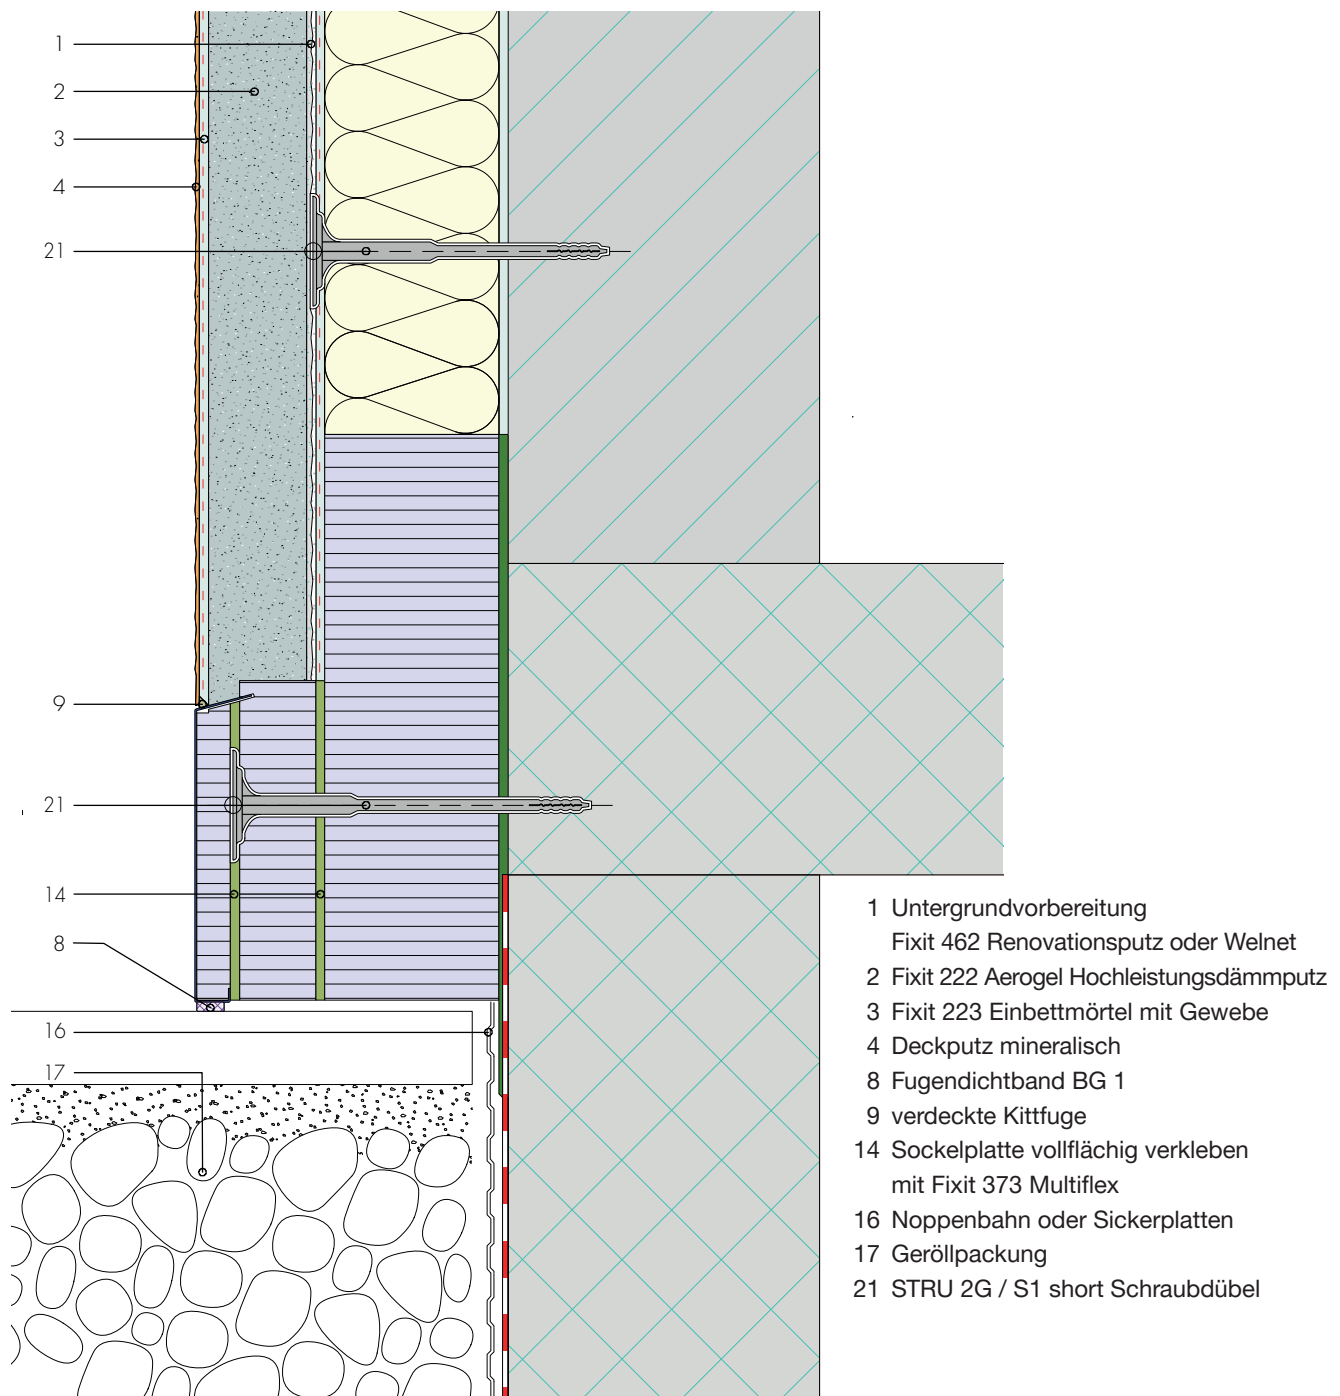 1
2
3
4
21
9
21
14
8
16
17
1 Untergrundvorbereitung
Fixit 462 Renovationsputz oder Welnet
2 Fixit 222 Aerogel Hochleistungsdämmputz
3 Fixit 223 Einbettmörtel mit Gewebe
4 Deckputz mineralisch
8 Fugendichtband BG 1
9 verdeckte Kittfuge
14 Sockelplatte vollflächig verkleben
mit Fixit 373 Multiflex
16 Noppenbahn oder Sickerplatten
17 Geröllpackung
21 STRU 2G / S1 short Schraubdübel